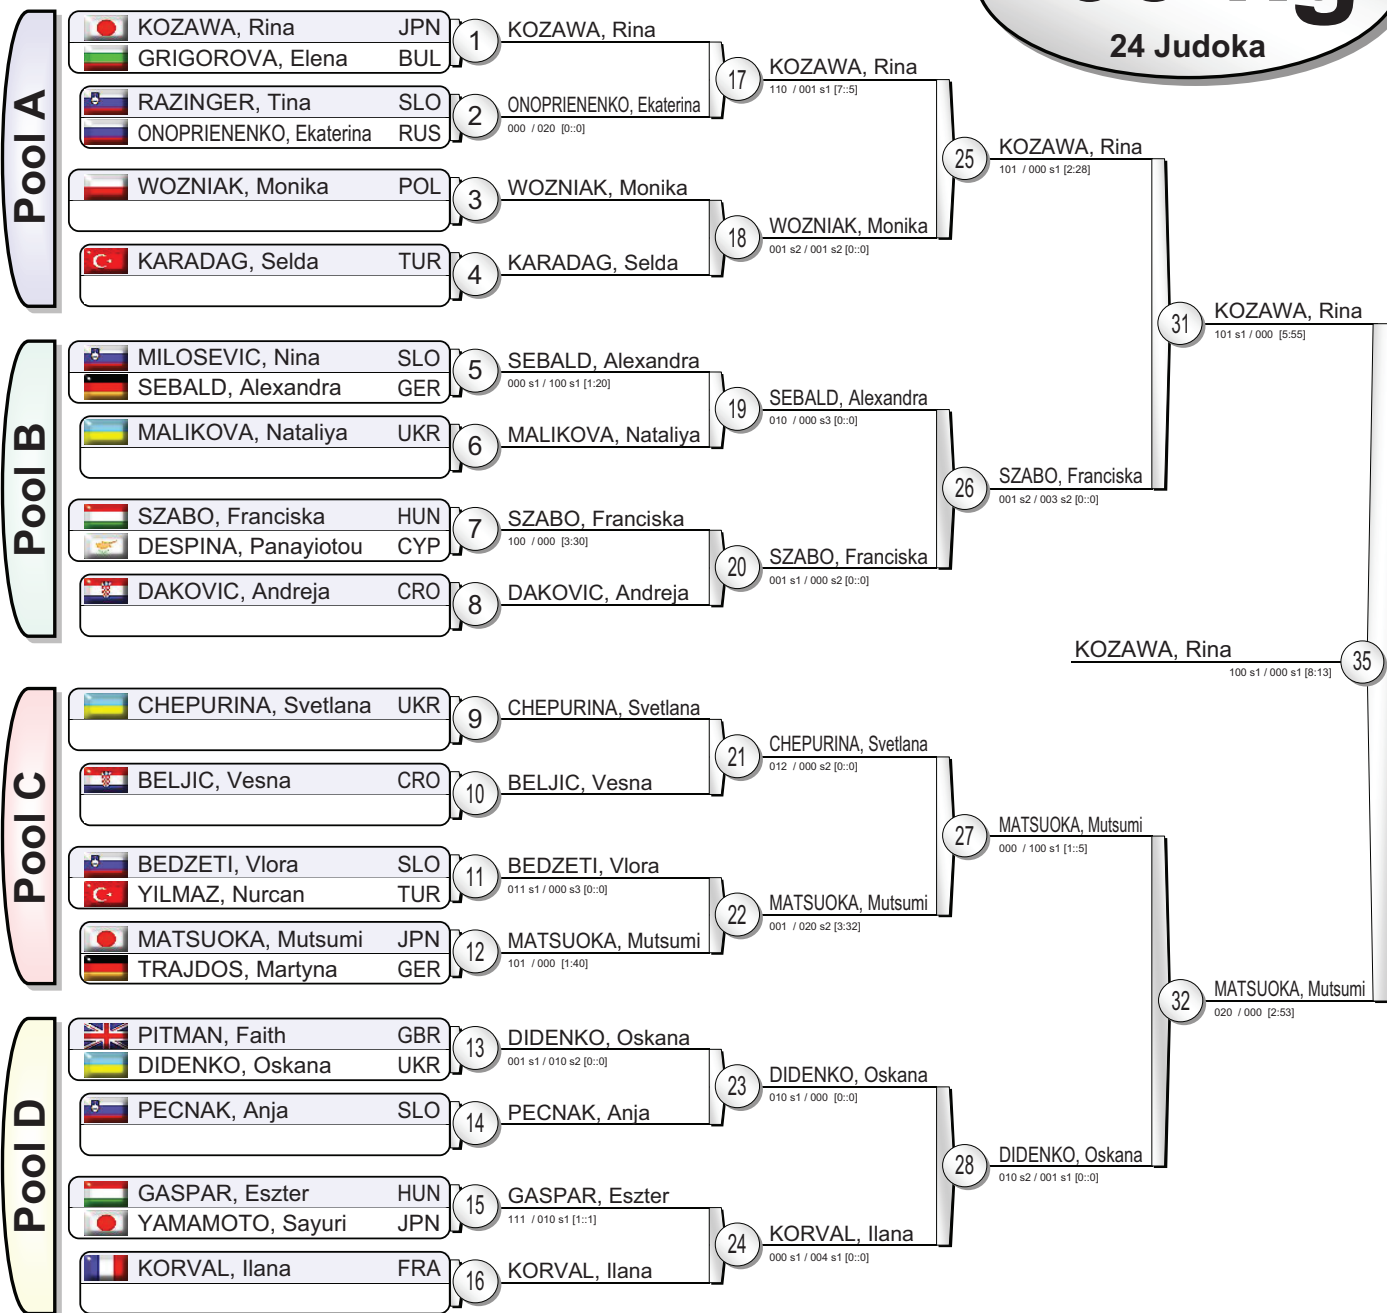 24 Judoka
Pool A
KOZAWA, Rina JPN
GRIGOROVA, Elena BUL
1
KOZAWA, Rina
RAZINGER, Tina SLO
ONOPRIENENKO, Ekaterina RUS
2
ONOPRIENENKO, Ekaterina
000 / 020 [0::0]
17
KOZAWA, Rina
110 / 001 s1 [7::5]
WOZNIAK, Monika POL
3
WOZNIAK, Monika
KARADAG, Selda TUR
4
KARADAG, Selda
18
WOZNIAK, Monika
001 s2 / 001 s2 [0::0]
25
KOZAWA, Rina
101 / 000 s1 [2:28]
Pool B
MILOSEVIC, Nina SLO
SEBALD, Alexandra GER
5
SEBALD, Alexandra
000 s1 / 100 s1 [1:20]
MALIKOVA, Nataliya UKR
6
MALIKOVA, Nataliya
19
SEBALD, Alexandra
010 / 000 s3 [0::0]
SZABO, Franciska HUN
DESPINA, Panayiotou CYP
7
SZABO, Franciska
100 / 000 [3:30]
DAKOVIC, Andreja CRO
8
DAKOVIC, Andreja
20
SZABO, Franciska
001 s1 / 000 s2 [0::0]
26
SZABO, Franciska
001 s2 / 003 s2 [0::0]
31
KOZAWA, Rina
101 s1 / 000 [5:55]
KOZAWA, Rina
100 s1 / 000 s1 [8:13]
35
Pool C
CHEPURINA, Svetlana UKR
9
CHEPURINA, Svetlana
BELJIC, Vesna CRO
10
BELJIC, Vesna
21
CHEPURINA, Svetlana
012 / 000 s2 [0::0]
BEDZETI, Vlora SLO
YILMAZ, Nurcan TUR
11
BEDZETI, Vlora
011 s1 / 000 s3 [0::0]
MATSUOKA, Mutsumi JPN
TRAJDOS, Martyna GER
12
MATSUOKA, Mutsumi
101 / 000 [1:40]
22
MATSUOKA, Mutsumi
001 / 020 s2 [3:32]
27
MATSUOKA, Mutsumi
000 / 100 s1 [1::5]
Pool D
PITMAN, Faith GBR
DIDENKO, Oskana UKR
13
DIDENKO, Oskana
001 s1 / 010 s2 [0::0]
PECNAK, Anja SLO
14
PECNAK, Anja
23
DIDENKO, Oskana
010 s1 / 000 [0::0]
GASPAR, Eszter HUN
YAMAMOTO, Sayuri JPN
15
GASPAR, Eszter
111 / 010 s1 [1::1]
KORVAL, Ilana FRA
16
KORVAL, Ilana
24
KORVAL, Ilana
000 s1 / 004 s1 [0::0]
28
DIDENKO, Oskana
010 s2 / 001 s1 [0::0]
32
MATSUOKA, Mutsumi
020 / 000 [2:53]